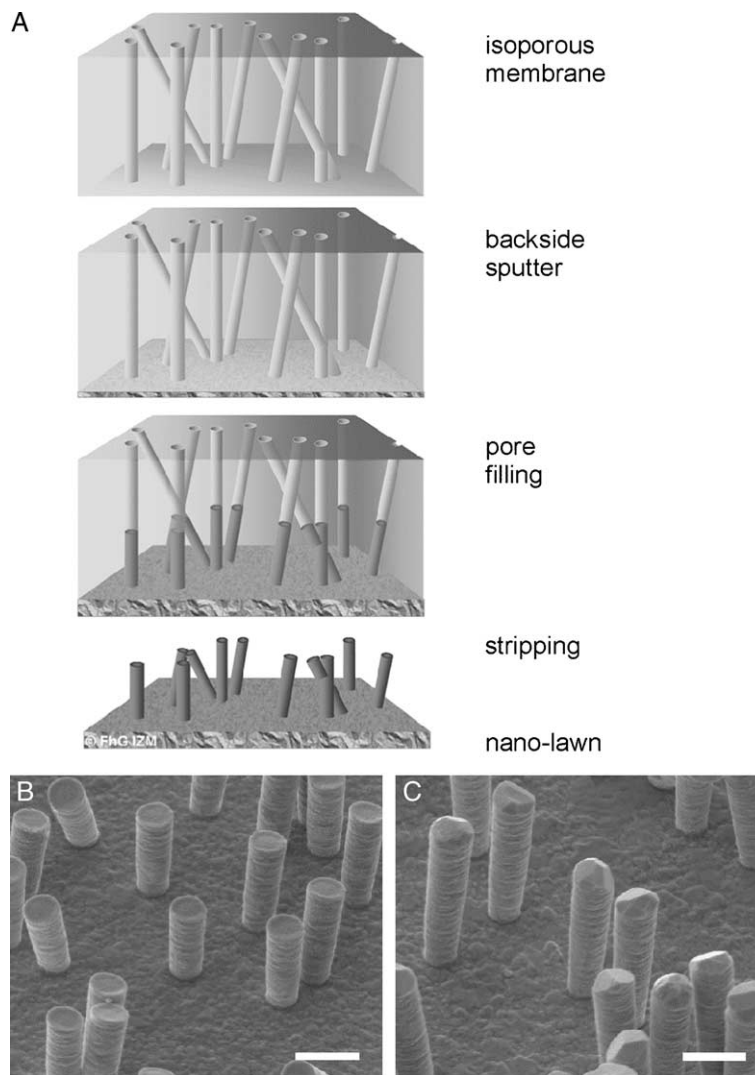 A
isoporous
membrane
backside
sputter
pore
filling
stripping
© FhG IZM
nano-lawn
B
C